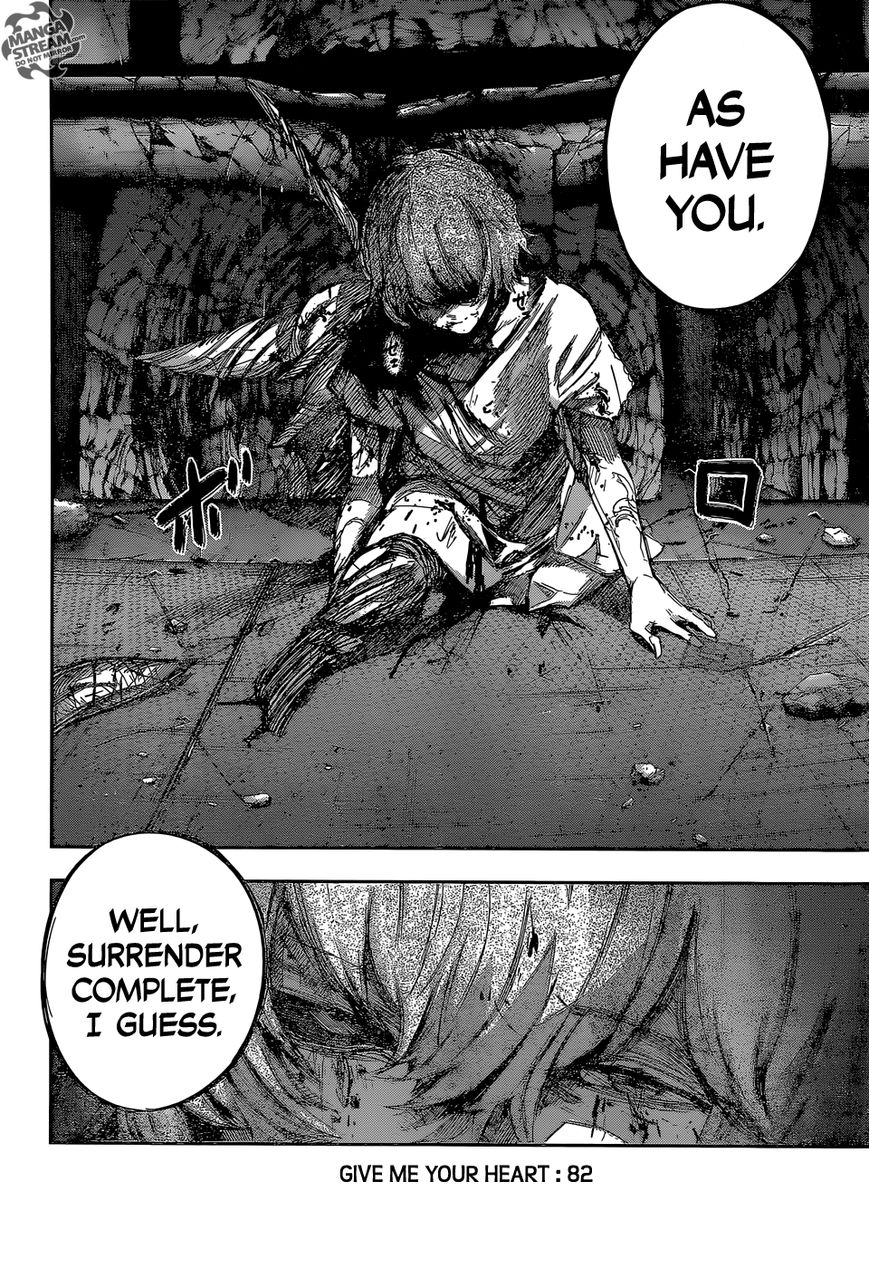 MANGA
STREAM.com
DO NOT MIRROR
AS
HAVE
YOU.
ボ
ロ
WELL,
SURRENDER
COMPLETE,
I GUESS.
GIVE ME YOUR HEART : 82